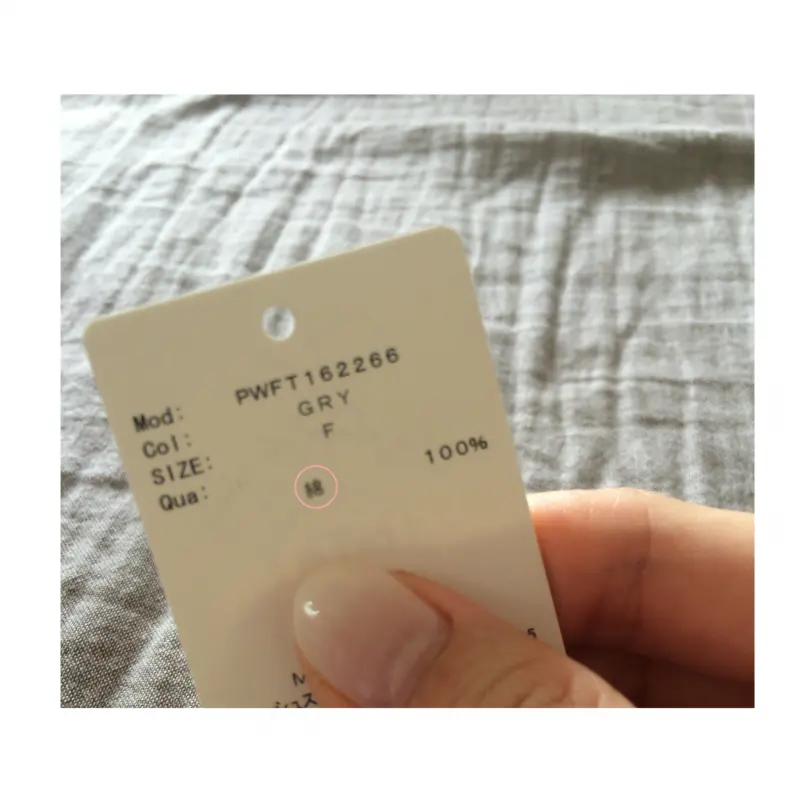 Mod: PWFT162266
Col: GRY
SIZE: F
Qua: 綿 100%